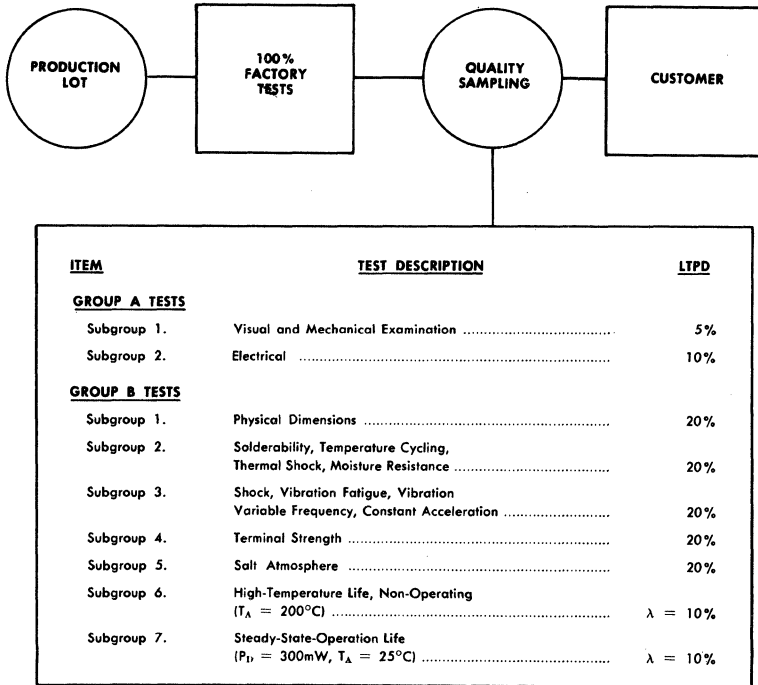 PRODUCTION
LOT
100%
FACTORY
TESTS
QUALITY
SAMPLING
CUSTOMER
ITEM TEST DESCRIPTION LTPD
GROUP A TESTS
Subgroup 1. Visual and Mechanical Examination ........................................ 5%
Subgroup 2. Electrical ........................................ 10%
GROUP B TESTS
Subgroup 1. Physical Dimensions ........................................ 20%
Subgroup 2. Solderability, Temperature Cycling,
Thermal Shock, Moisture Resistance ........................................ 20%
Subgroup 3. Shock, Vibration Fatigue, Vibration
Variable Frequency, Constant Acceleration ........................................ 20%
Subgroup 4. Terminal Strength ........................................ 20%
Subgroup 5. Salt Atmosphere ........................................ 20%
Subgroup 6. High-Temperature Life, Non-Operating
(TA = 200°C) ........................................ λ = 10%
Subgroup 7. Steady-State-Operation Life
(PD = 300mW, TA = 25°C) ........................................ λ = 10%